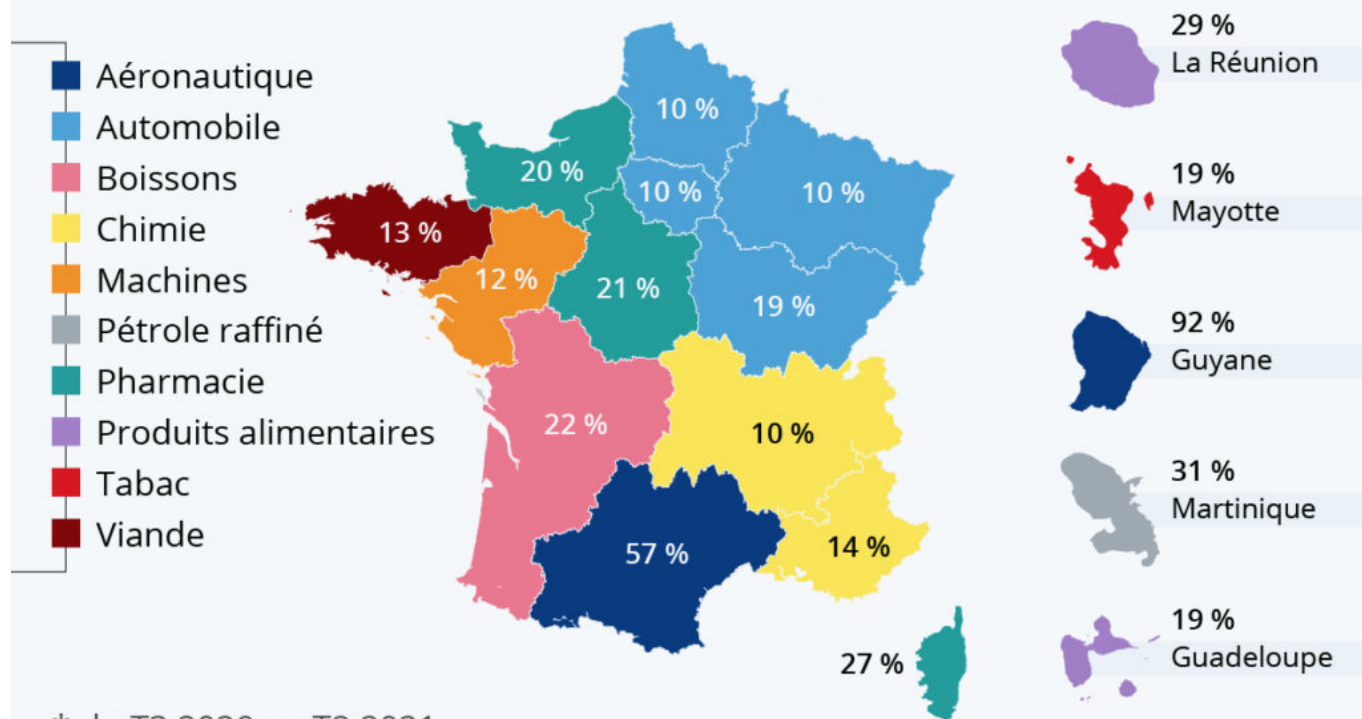 Aéronautique
Automobile
Boissons
Chimie
Machines
Pétrole raffiné
Pharmacie
Produits alimentaires
Tabac
Viande
10 %
20 %
10 %
10 %
13 %
12 %
21 %
19 %
22 %
10 %
57 %
14 %
27 %
29 %
La Réunion
19 %
Mayotte
92 %
Guyane
31 %
Martinique
19 %
Guadeloupe